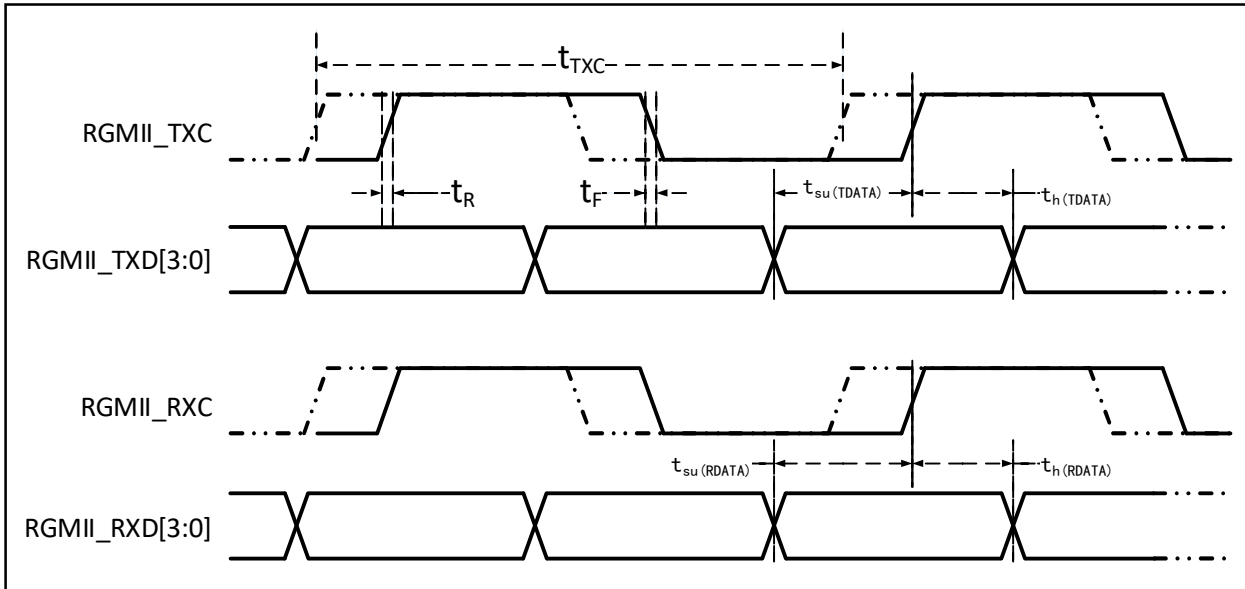 tTXC
RGMII_TXC
tR
tF
tsu(TDATA)
th(TDATA)
RGMII_TXD[3:0]
RGMII_RXC
tsu(RDATA)
th(RDATA)
RGMII_RXD[3:0]